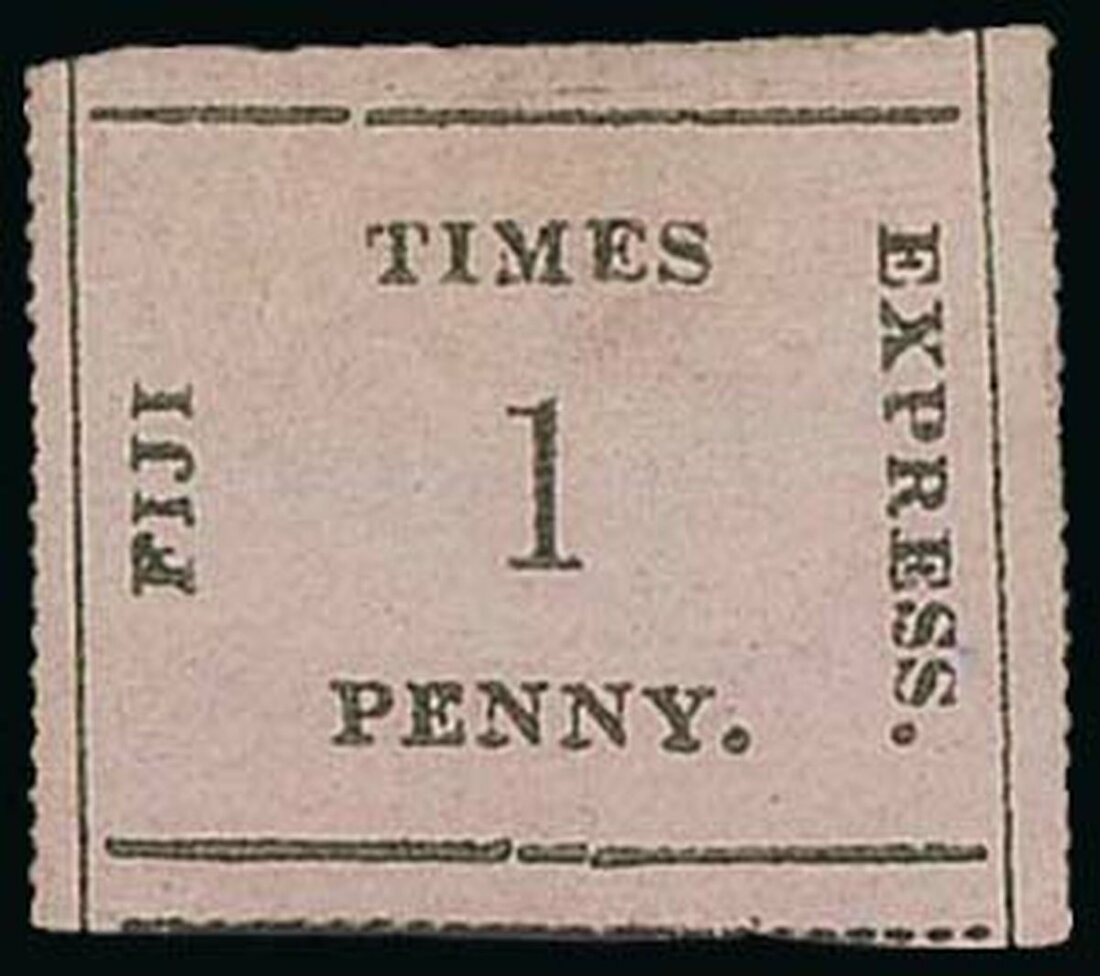 FIJI
TIMES
EXPRESS.
1
PENNY.